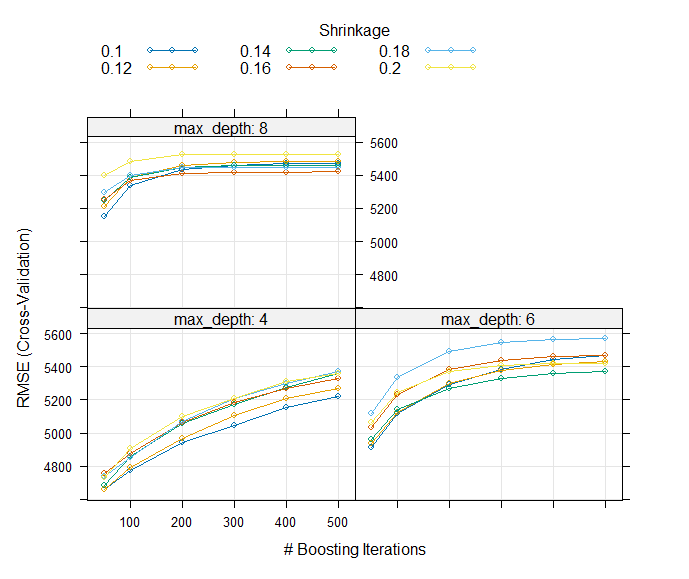 Shrinkage
0.1 0.14 0.18
0.12 0.16 0.2
max_depth: 8
5600
5400
5200
5000
4800
max_depth: 4 max_depth: 6
5600
5400
5200
5000
4800
RMSE (Cross-Validation)
100 200 300 400 500
# Boosting Iterations